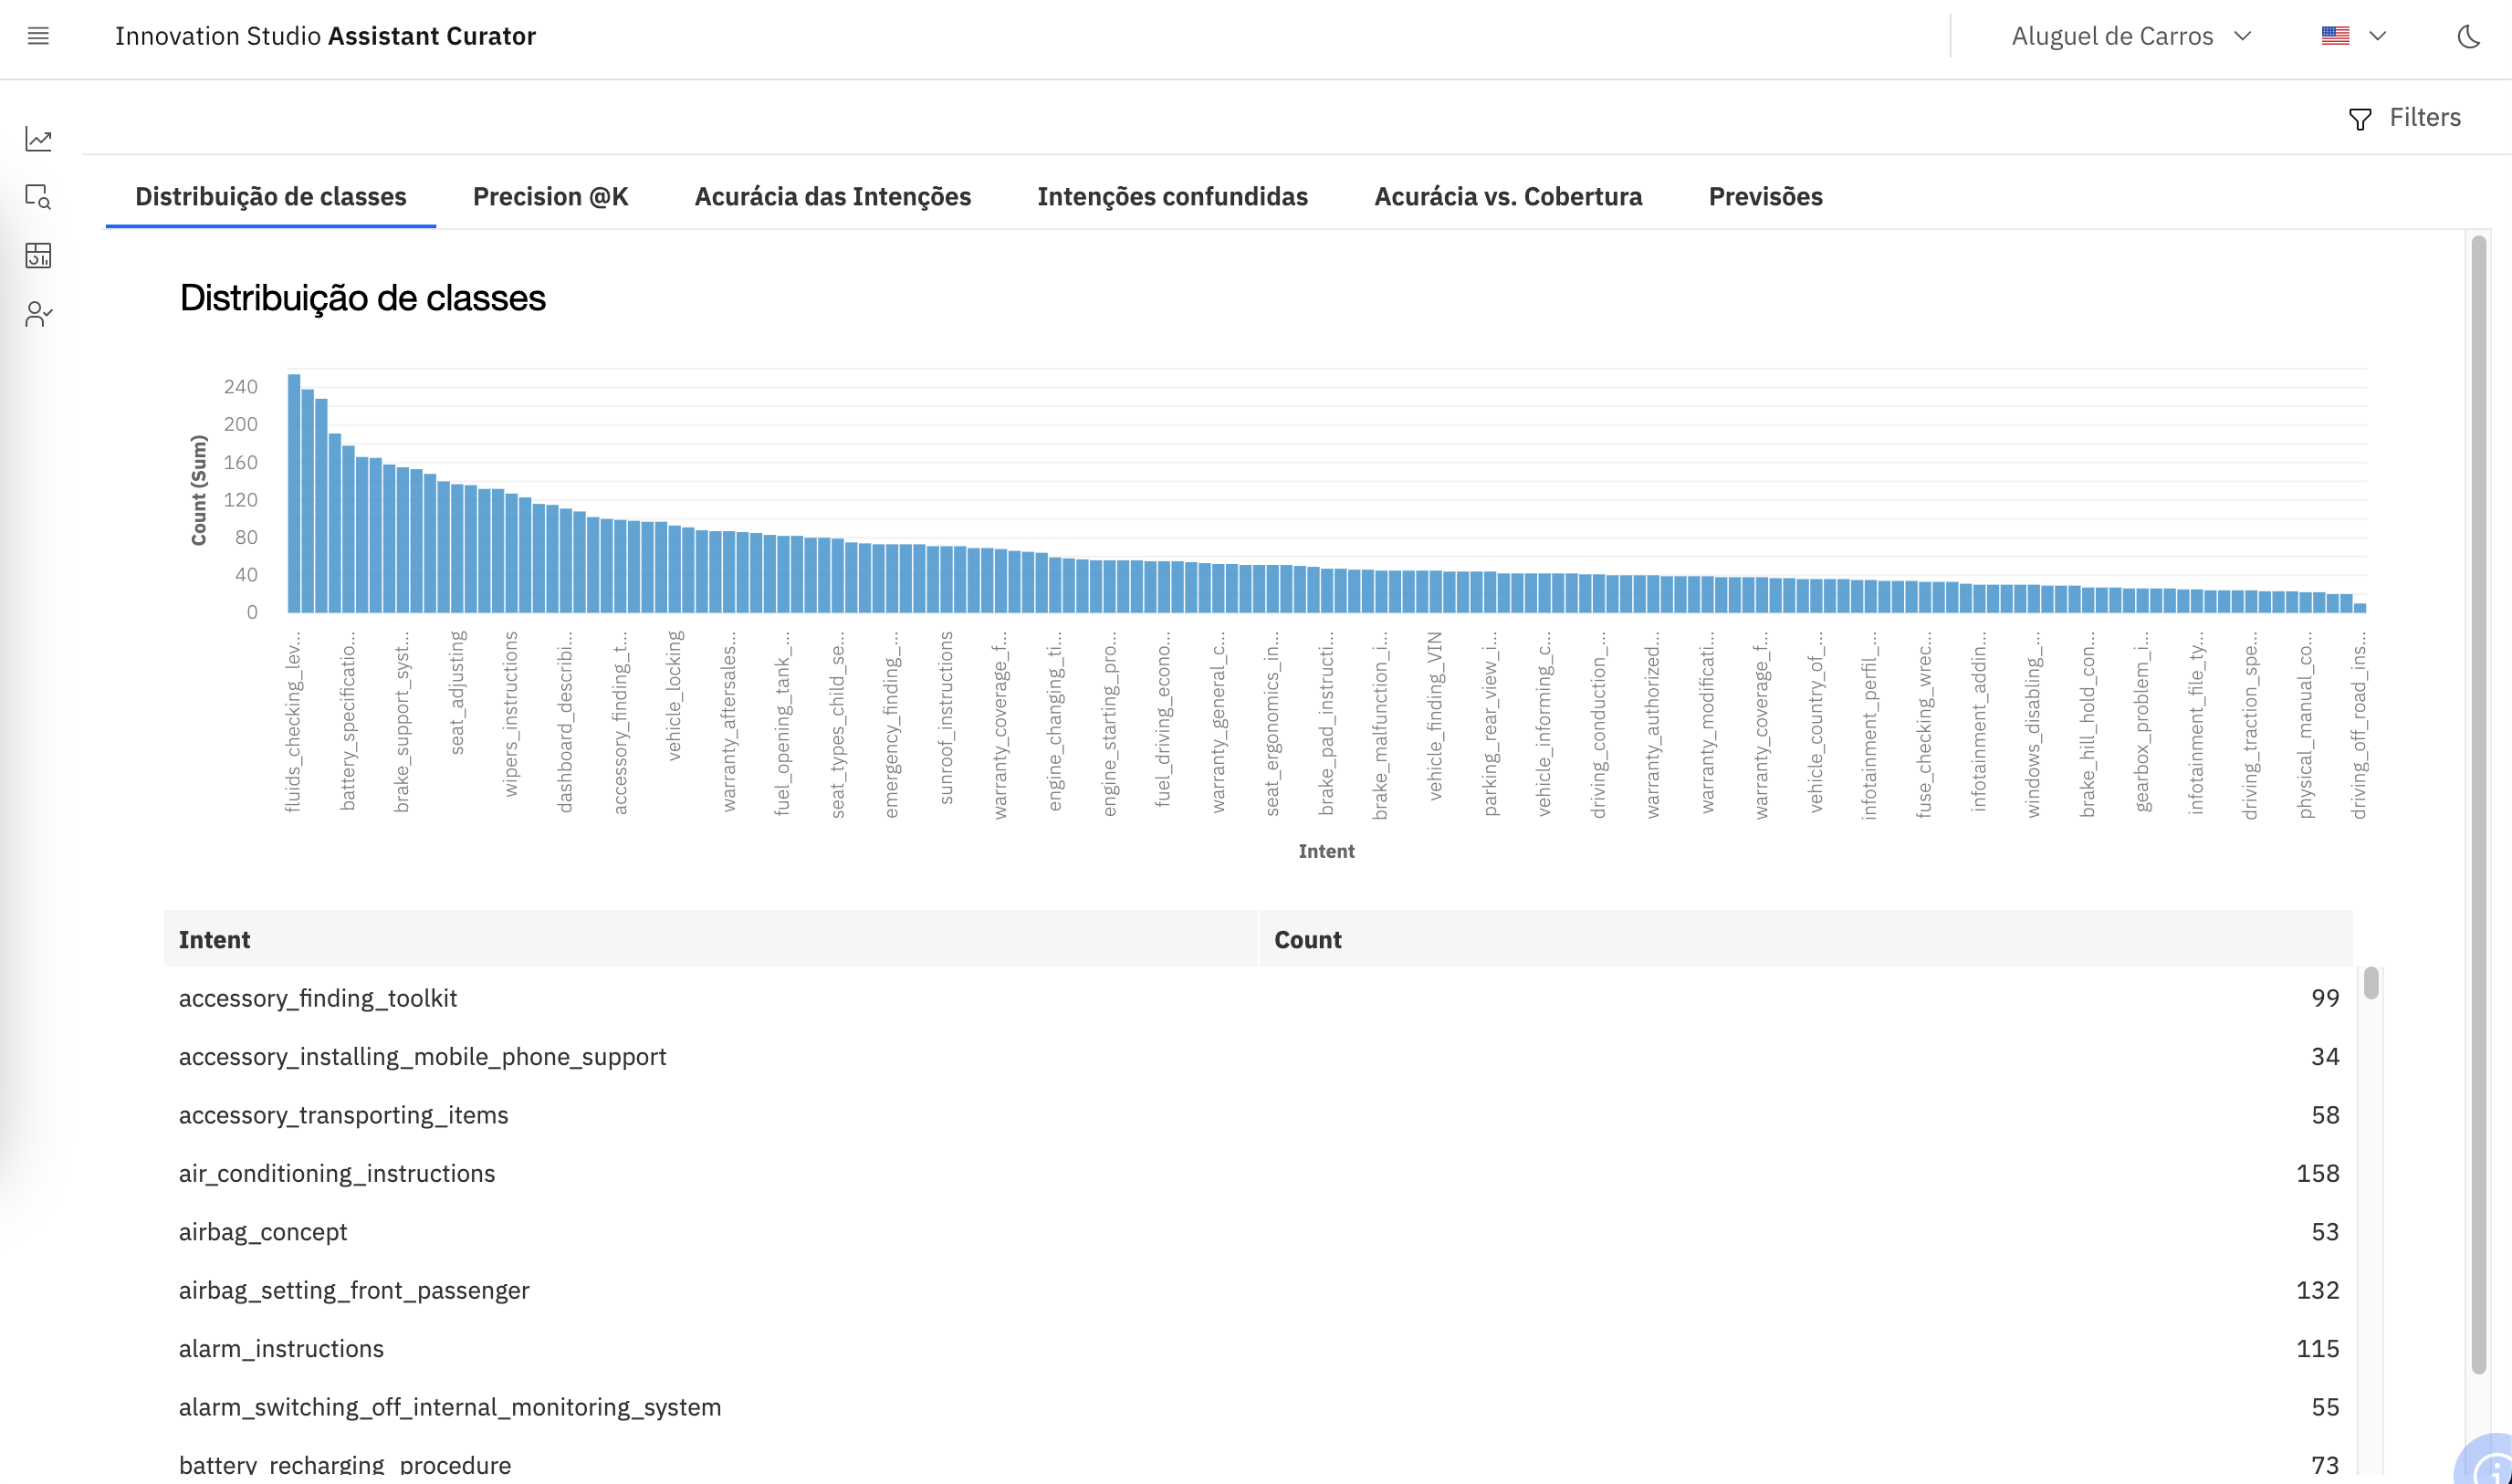 Innovation Studio Assistant Curator
Aluguel de Carros
Filters
Distribuição de classes
Precision @K
Acurácia das Intenções
Intenções confundidas
Acurácia vs. Cobertura
Previsões
Distribuição de classes
Count (Sum)
240
200
160
120
80
40
0
fluids_checking_lev...
battery_specificatio...
brake_support_syst...
seat_adjusting
wipers_instructions
dashboard_describi...
accessory_finding_t...
vehicle_locking
warranty_aftersales...
fuel_opening_tank_...
seat_types_child_se...
emergency_finding_...
sunroof_instructions
warranty_coverage_f...
engine_changing_ti...
engine_starting_pro...
fuel_driving_econo...
warranty_general_c...
seat_ergonomics_in...
brake_pad_instructi...
brake_malfunction_i...
vehicle_finding_VIN
parking_rear_view_i...
vehicle_informing_c...
driving_conduction_...
warranty_authorized...
warranty_modificati...
warranty_coverage_f...
vehicle_country_of_...
infotainment_perfil_...
fuse_checking_wrec...
infotainment_addin...
windows_disabling_...
brake_hill_hold_con...
gearbox_problem_i...
infotainment_file_ty...
driving_traction_spe...
physical_manual_co...
driving_off_road_ins...
Intent
Intent Count
accessory_finding_toolkit 99
accessory_installing_mobile_phone_support 34
accessory_transporting_items 58
air_conditioning_instructions 158
airbag_concept 53
airbag_setting_front_passenger 132
alarm_instructions 115
alarm_switching_off_internal_monitoring_system 55
battery_recharging_procedure 73